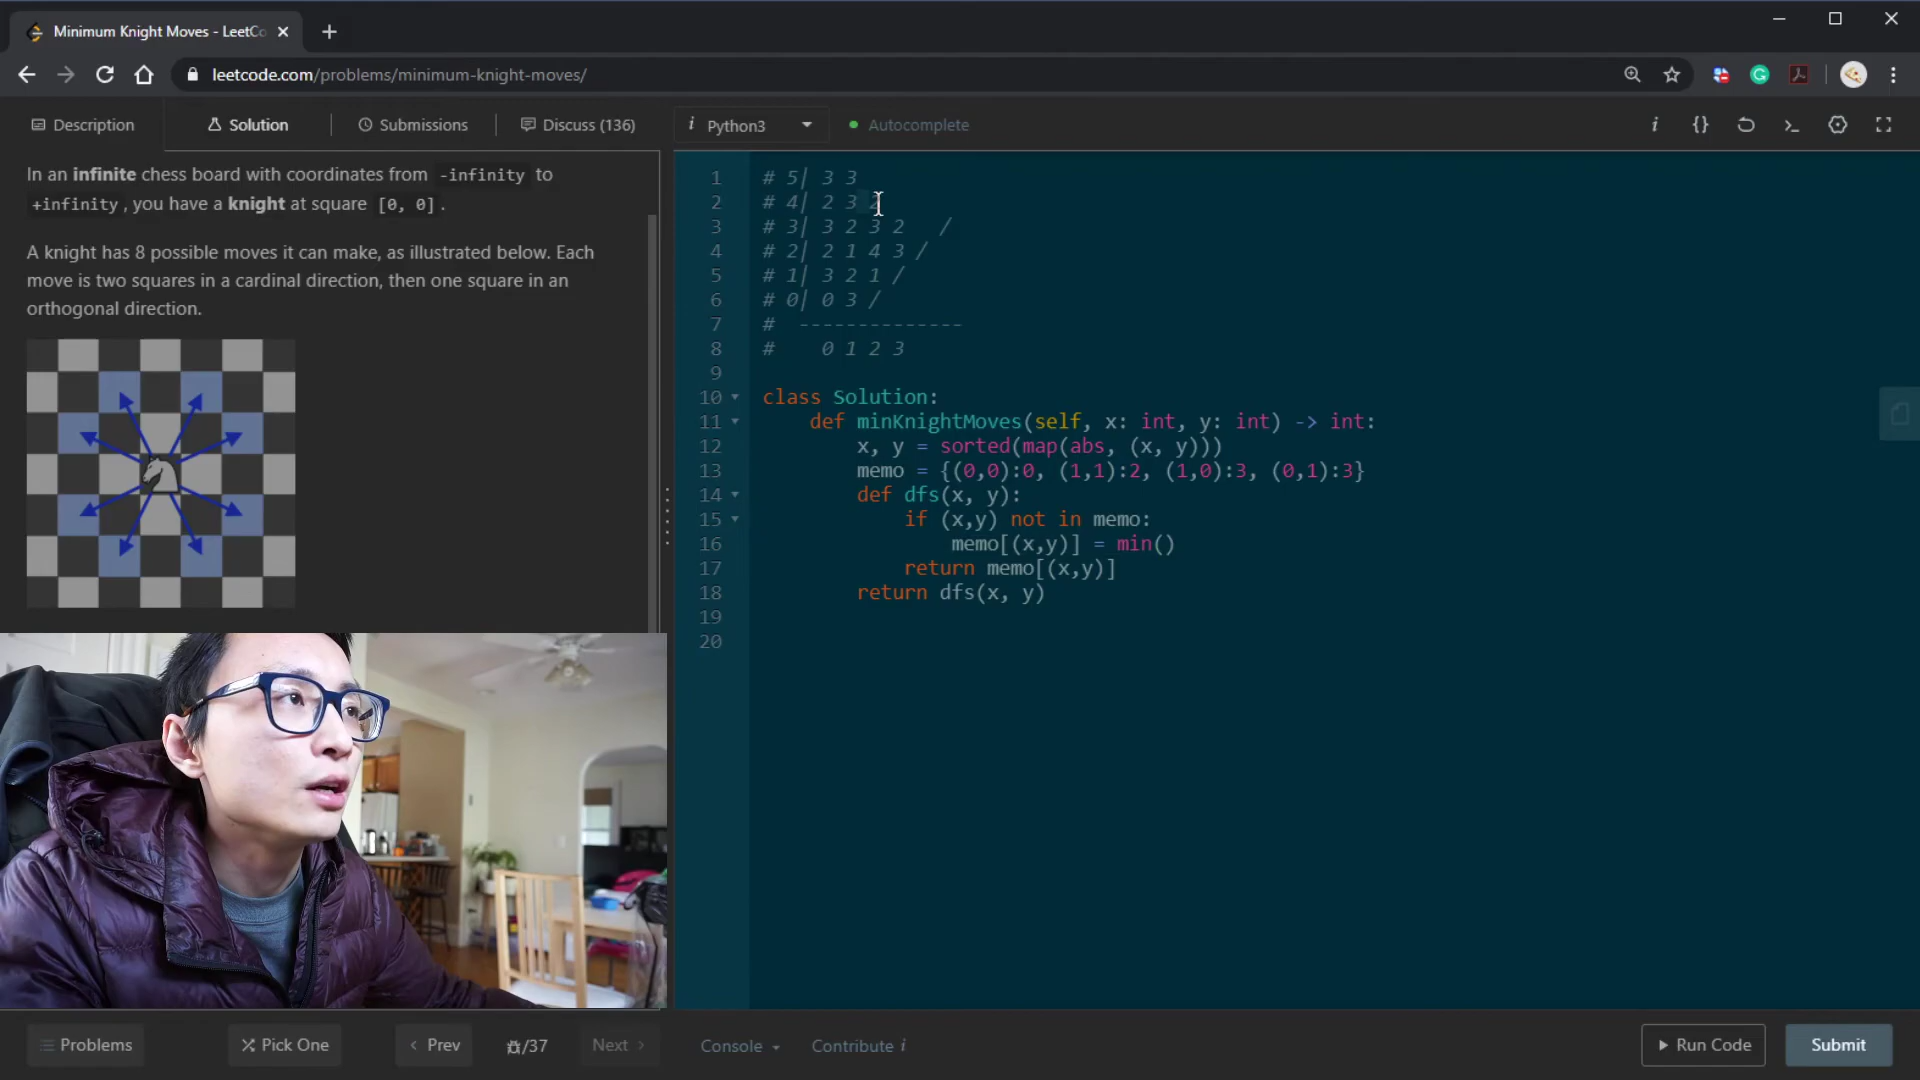 Minimum Knight Moves - LeetCo
leetcode.com/problems/minimum-knight-moves/
Description
Solution
Submissions
Discuss (136)
i Python3
Autocomplete
In an infinite chess board with coordinates from -infinity to
+infinity, you have a knight at square [0, 0].
A knight has 8 possible moves it can make, as illustrated below. Each
move is two squares in a cardinal direction, then one square in an
orthogonal direction.
1 # 5| 3 3
2 # 4| 2 3 2
3 # 3| 3 2 3 2 /
4 # 2| 2 1 4 3 /
5 # 1| 3 2 1 /
6 # 0| 0 3 /
7 # --------------
8 # 0 1 2 3
9
10 class Solution:
11 def minKnightMoves(self, x: int, y: int) -> int:
12 x, y = sorted(map(abs, (x, y)))
13 memo = {(0,0):0, (1,1):2, (1,0):3, (0,1):3}
14 def dfs(x, y):
15 if (x,y) not in memo:
16 memo[(x,y)] = min()
17 return memo[(x,y)]
18 return dfs(x, y)
19
20
Problems
Pick One
< Prev
/37
Next >
Console
Contribute i
Run Code
Submit